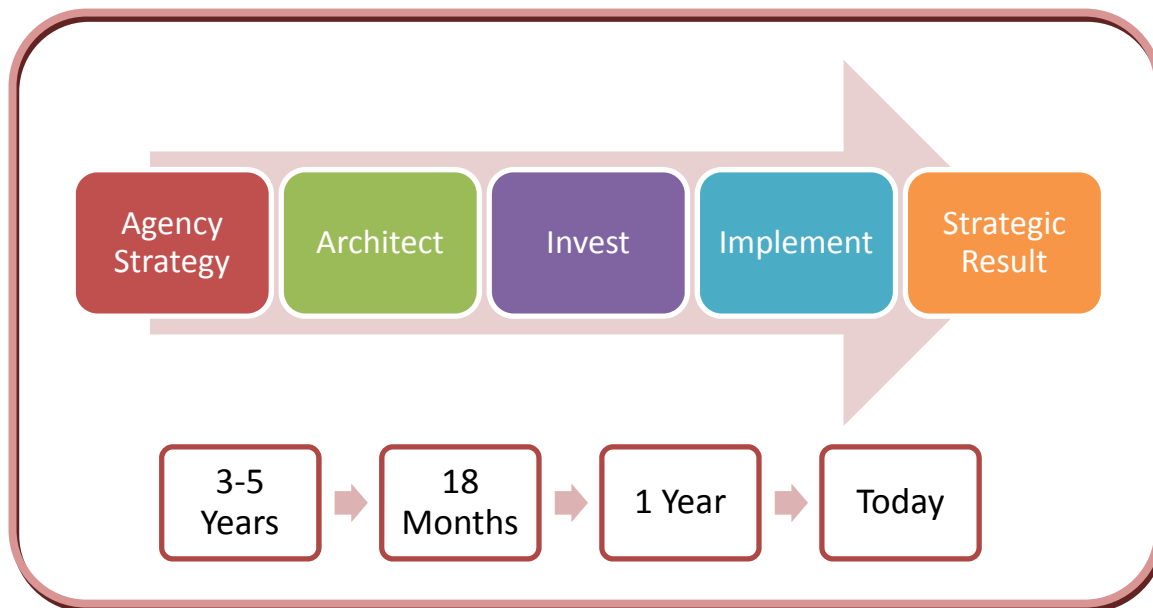 Agency
Strategy
Architect
Invest
Implement
Strategic
Result
3-5
Years
18
Months
1 Year
Today